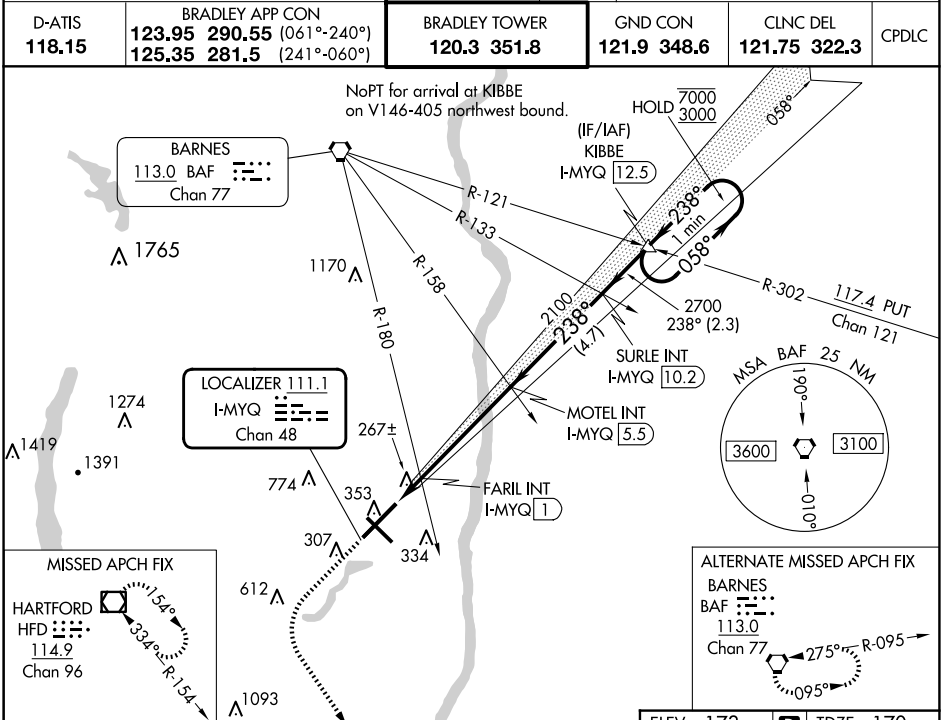 D-ATIS
118.15
BRADLEY APP CON
123.95 290.55 (061°-240°)
125.35 281.5 (241°-060°)
BRADLEY TOWER
120.3 351.8
GND CON
121.9 348.6
CLNC DEL
121.75 322.3
CPDLC
NoPT for arrival at KIBBE
on V146-405 northwest bound.
HOLD 7000
3000
058°
(IF/IAF)
KIBBE
I-MYQ 12.5
BARNES
113.0 BAF
Chan 77
R-121
R-133
R-158
R-180
238°
1 min
058°
1765
1170
R-302
117.4 PUT
Chan 121
2700
238° (2.3)
2100
238°
(4.7)
SURLE INT
I-MYQ 10.2
MSA BAF 25 NM
190°
3600
3100
010°
LOCALIZER 111.1
I-MYQ
Chan 48
MOTEL INT
I-MYQ 5.5
1274
1419
1391
267±
774
353
FARIL INT
I-MYQ 1
307
334
612
1093
MISSED APCH FIX
HARTFORD
HFD
114.9
Chan 96
154°
334°
R-154
ALTERNATE MISSED APCH FIX
BARNES
BAF
113.0
Chan 77
275°
R-095
095°
ELEV 173
D
TDZE 170